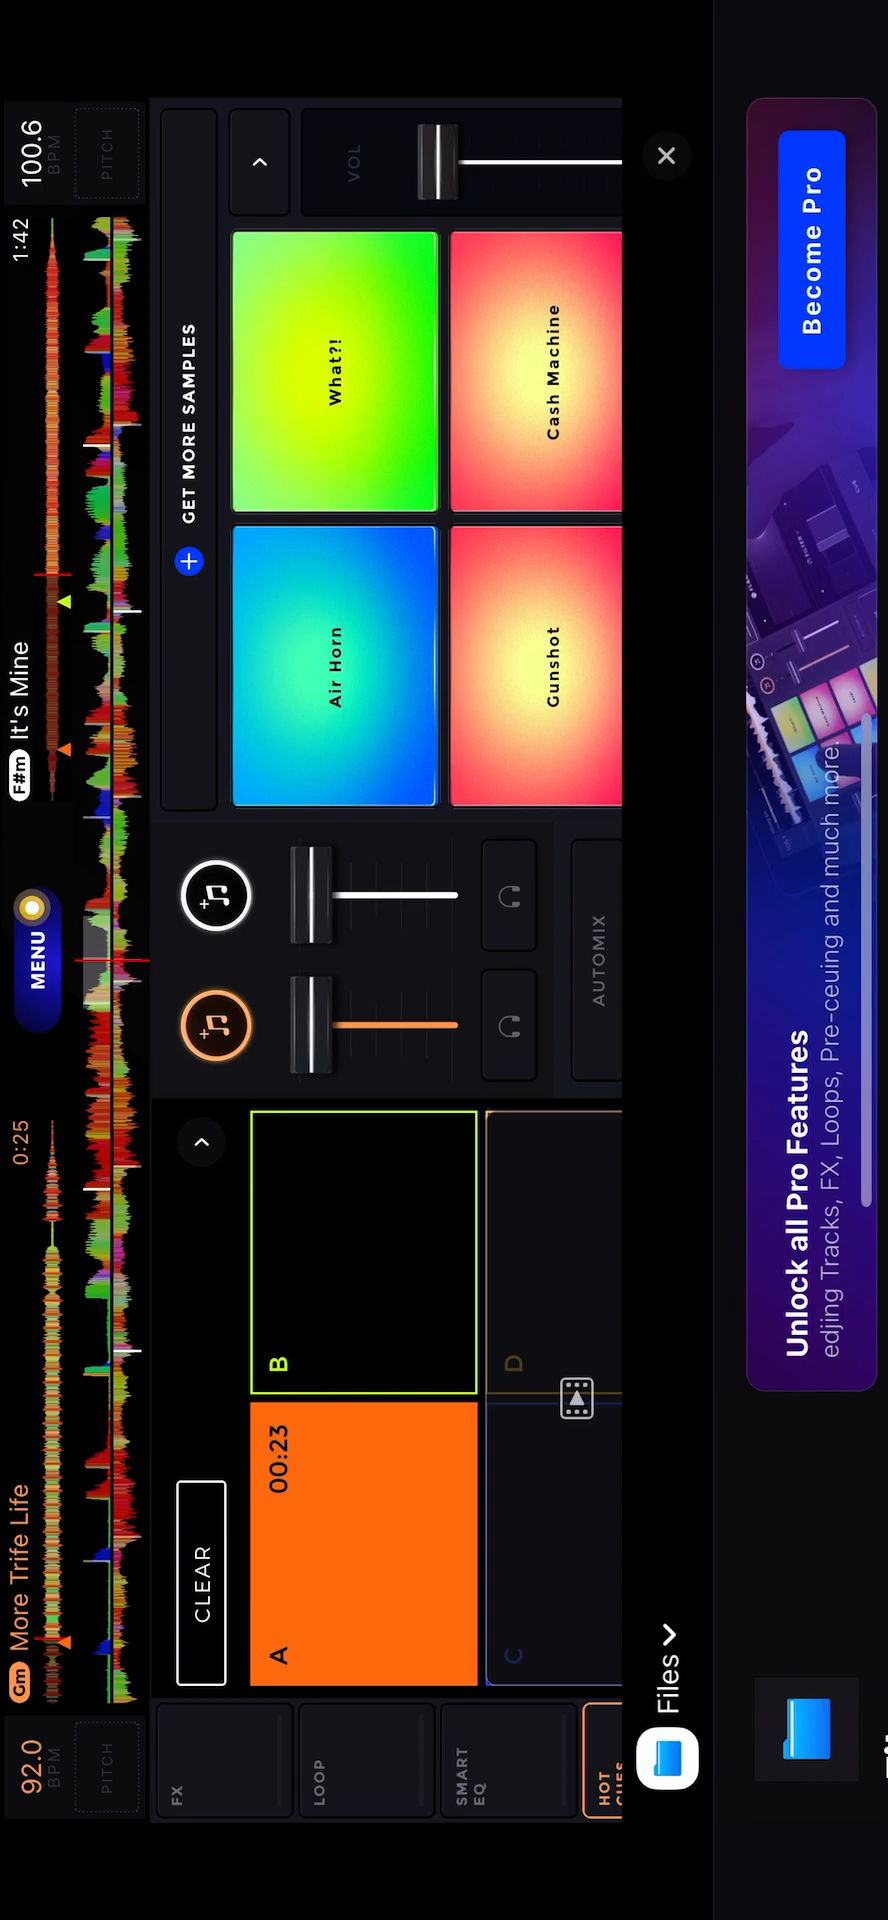 92.0
BPM
PITCH
Gm More Trife Life
0:25
MENU
F#m It's Mine
1:42
100.6
BPM
PITCH
FX
LOOP
SMART
EQ
HOT
CUES
CLEAR
A
00:23
B
C
D
AUTOMIX
GET MORE SAMPLES
Air Horn
What?!
Gunshot
Cash Machine
VOL
Files
Unlock all Pro Features
edjing Tracks, FX, Loops, Pre-ceuing and much more.
Become Pro